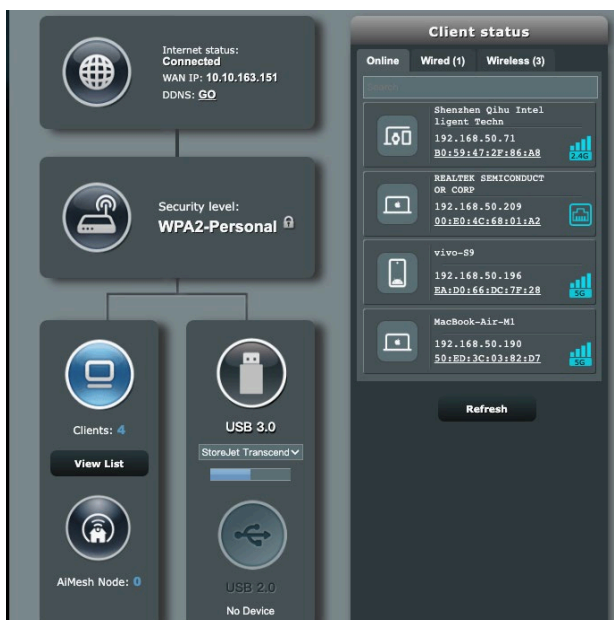 Internet status:
Connected
WAN IP: 10.10.163.151
DDNS: GO
Security level:
WPA2-Personal
Clients: 4
View List
AiMesh Node: 0
USB 3.0
StoreJet Transcend
USB 2.0
No Device
Client status
Online Wired (1) Wireless (3)
Search
Shenzhen Qihu Intel
ligent Techn
192.168.50.71
B0:59:47:2F:86:A8
2.4G
REALTEK SEMICONDUCT
OR CORP
192.168.50.209
00:E0:4C:68:01:A2
vivo-S9
192.168.50.196
EA:D0:66:DC:7F:28
5G
MacBook-Air-M1
192.168.50.190
50:ED:3C:03:82:D7
5G
Refresh